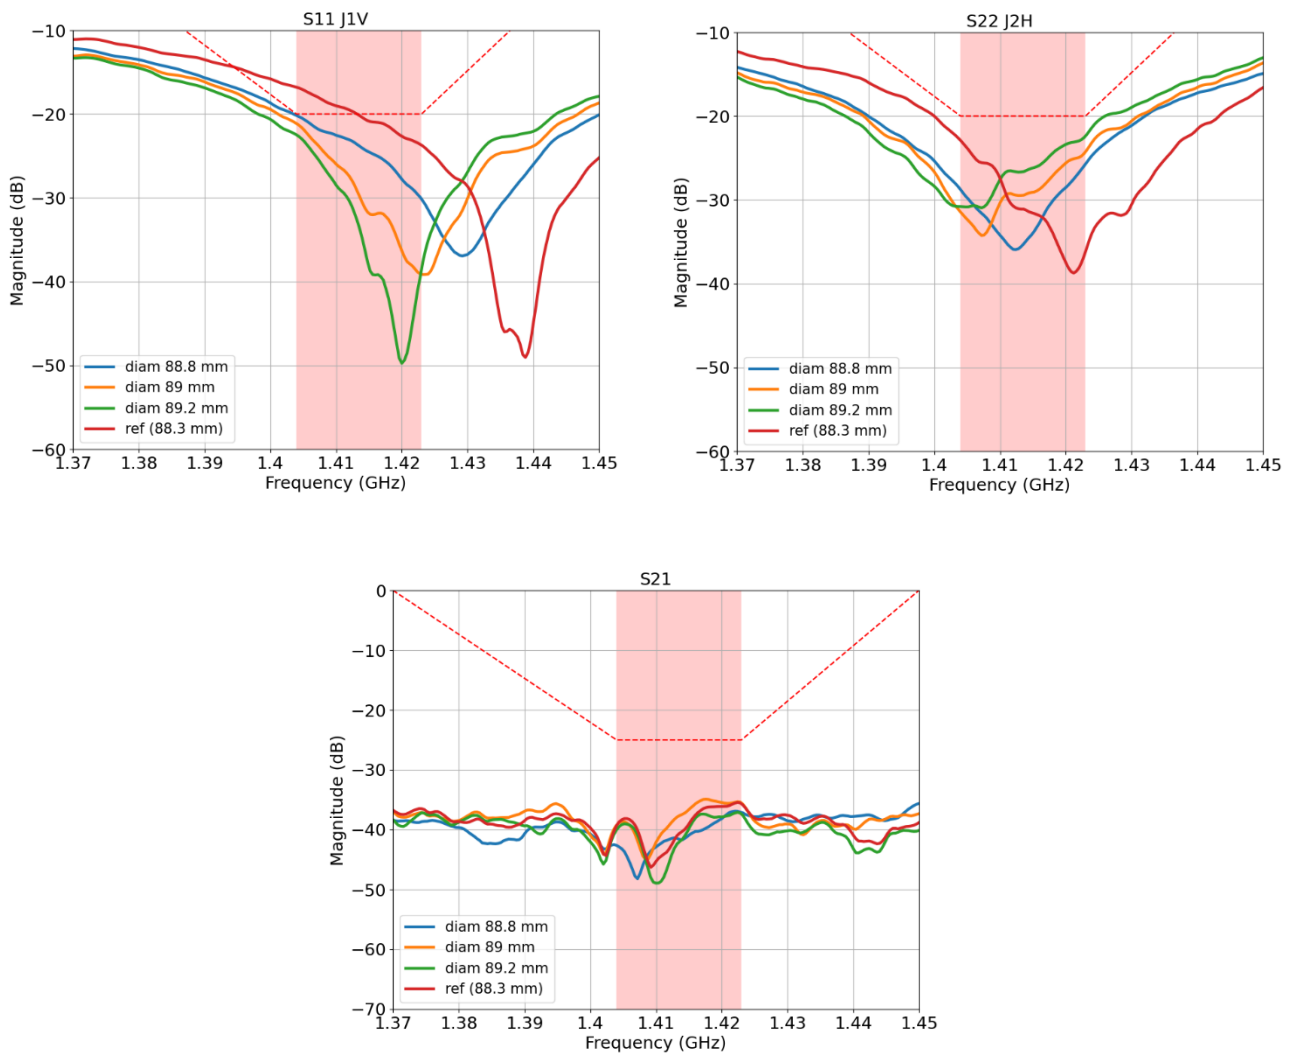 S11 J1V
−10
−20
−30
−40
−50
−60
Magnitude (dB)
diam 88.8 mm
diam 89 mm
diam 89.2 mm
ref (88.3 mm)
1.37 1.38 1.39 1.4 1.41 1.42 1.43 1.44 1.45
Frequency (GHz)
S22 J2H
−10
−20
−30
−40
−50
−60
Magnitude (dB)
diam 88.8 mm
diam 89 mm
diam 89.2 mm
ref (88.3 mm)
1.37 1.38 1.39 1.4 1.41 1.42 1.43 1.44 1.45
Frequency (GHz)
S21
0
−10
−20
−30
−40
−50
−60
−70
Magnitude (dB)
diam 88.8 mm
diam 89 mm
diam 89.2 mm
ref (88.3 mm)
1.37 1.38 1.39 1.4 1.41 1.42 1.43 1.44 1.45
Frequency (GHz)